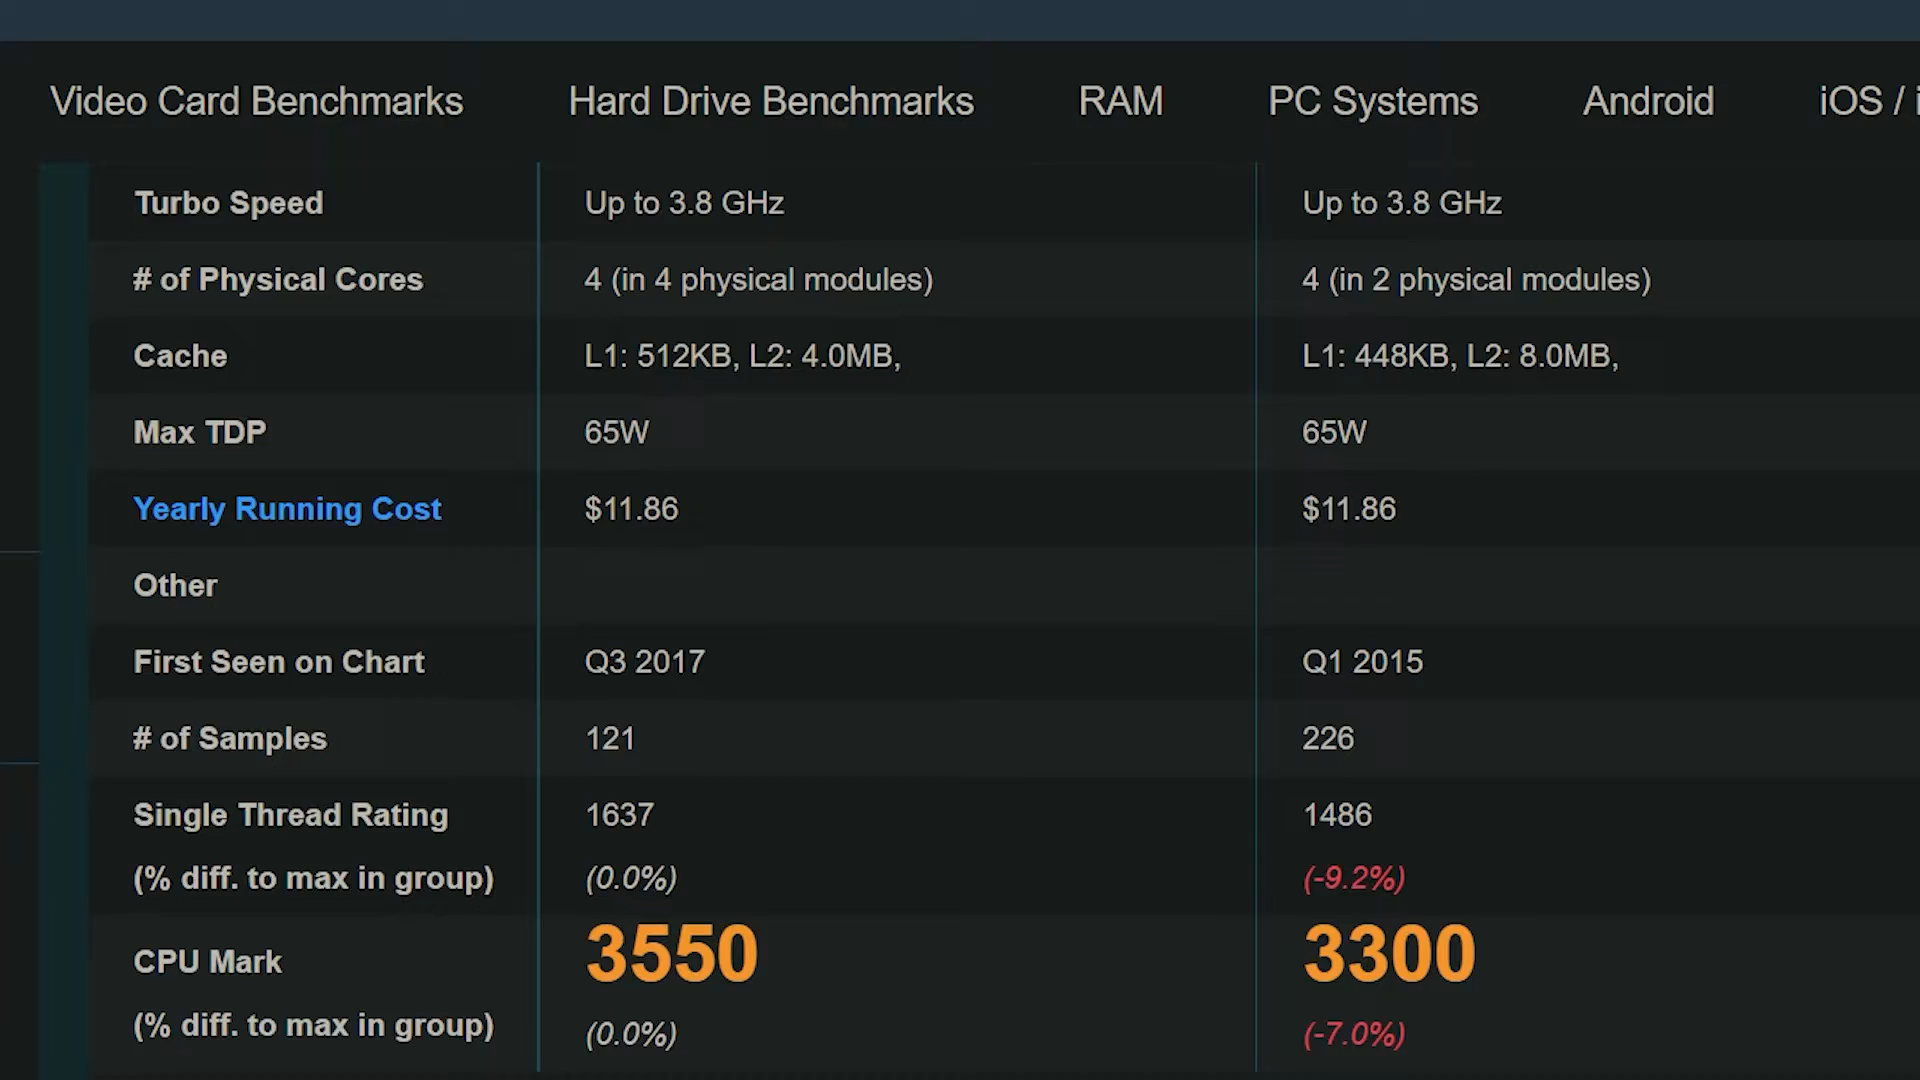 Video Card Benchmarks Hard Drive Benchmarks RAM PC Systems Android iOS /
Turbo Speed Up to 3.8 GHz Up to 3.8 GHz
# of Physical Cores 4 (in 4 physical modules) 4 (in 2 physical modules)
Cache L1: 512KB, L2: 4.0MB, L1: 448KB, L2: 8.0MB,
Max TDP 65W 65W
Yearly Running Cost $11.86 $11.86
Other
First Seen on Chart Q3 2017 Q1 2015
# of Samples 121 226
Single Thread Rating 1637 1486
(% diff. to max in group) (0.0%) (-9.2%)
CPU Mark 3550 3300
(% diff. to max in group) (0.0%) (-7.0%)